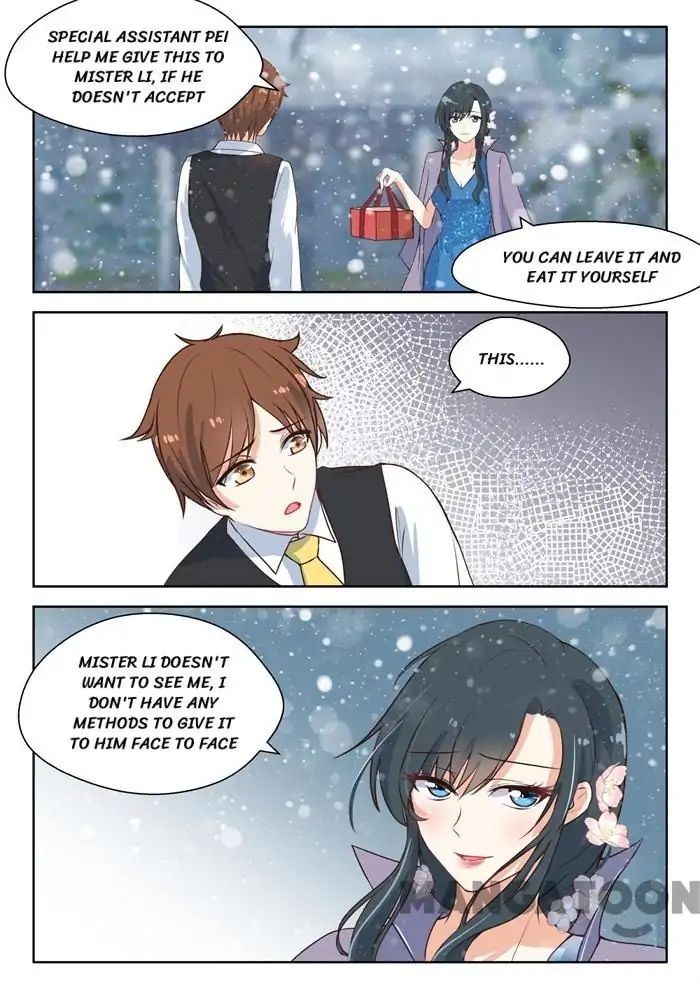 SPECIAL ASSISTANT PEI
HELP ME GIVE THIS TO
MISTER LI, IF HE
DOESN'T ACCEPT
YOU CAN LEAVE IT AND
EAT IT YOURSELF
THIS......
MISTER LI DOESN'T
WANT TO SEE ME, I
DON'T HAVE ANY
METHODS TO GIVE IT
TO HIM FACE TO FACE
MANGATOON